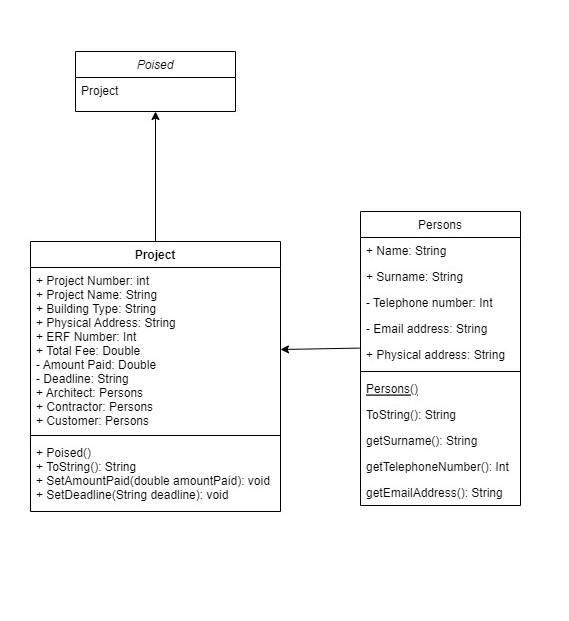 Poised
Project
Project
+ Project Number: int
+ Project Name: String
+ Building Type: String
+ Physical Address: String
+ ERF Number: Int
+ Total Fee: Double
- Amount Paid: Double
- Deadline: String
+ Architect: Persons
+ Contractor: Persons
+ Customer: Persons
+ Poised()
+ ToString(): String
+ SetAmountPaid(double amountPaid): void
+ SetDeadline(String deadline): void
Persons
+ Name: String
+ Surname: String
- Telephone number: Int
- Email address: String
+ Physical address: String
Persons()
ToString(): String
getSurname(): String
getTelephoneNumber(): Int
getEmailAddress(): String